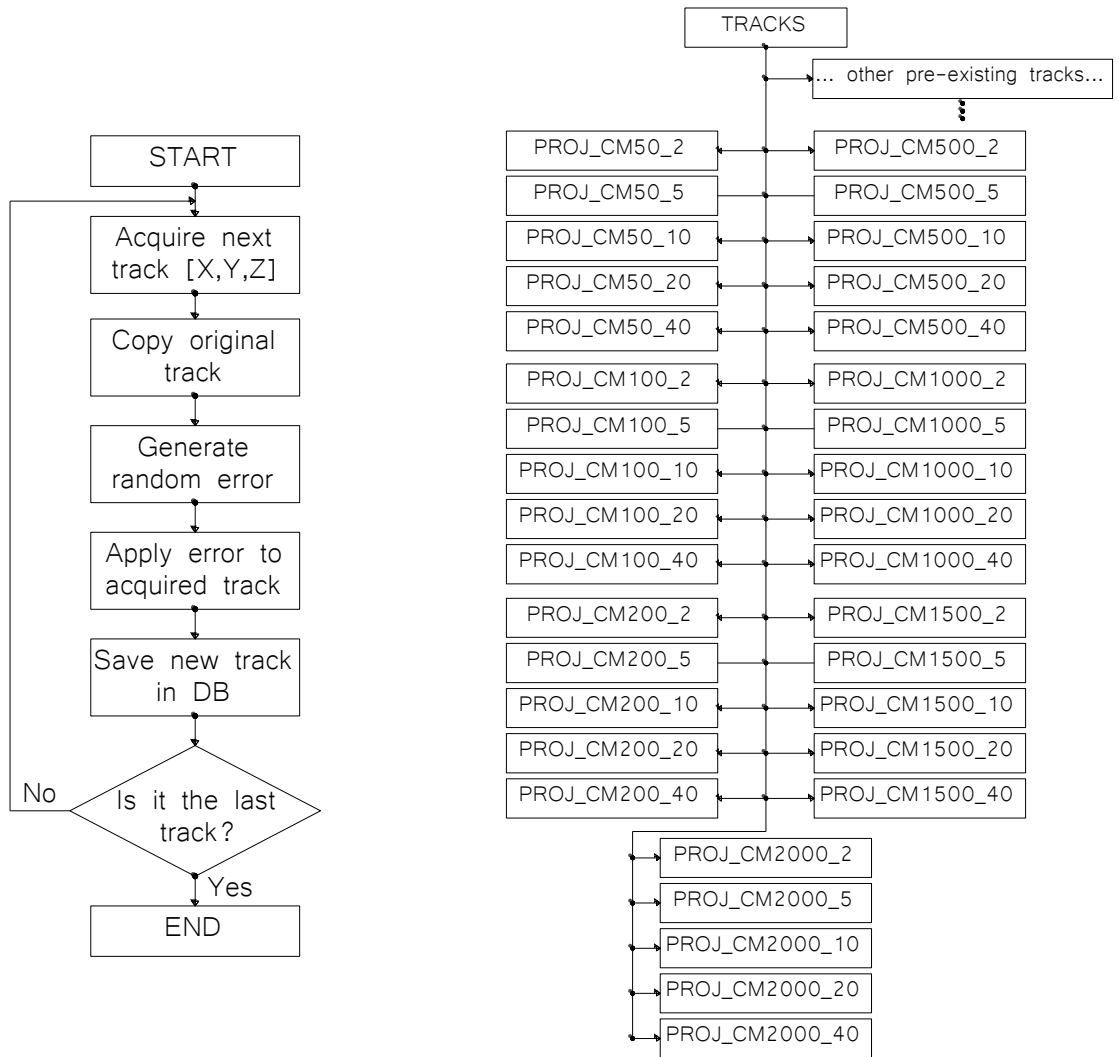 START
Acquire next
track [X,Y,Z]
Copy original
track
Generate
random error
Apply error to
acquired track
Save new track
in DB
Is it the last
track?
No
Yes
END
TRACKS
... other pre-existing tracks...
PROJ_CM50_2
PROJ_CM50_5
PROJ_CM50_10
PROJ_CM50_20
PROJ_CM50_40
PROJ_CM100_2
PROJ_CM100_5
PROJ_CM100_10
PROJ_CM100_20
PROJ_CM100_40
PROJ_CM200_2
PROJ_CM200_5
PROJ_CM200_10
PROJ_CM200_20
PROJ_CM200_40
PROJ_CM500_2
PROJ_CM500_5
PROJ_CM500_10
PROJ_CM500_20
PROJ_CM500_40
PROJ_CM1000_2
PROJ_CM1000_5
PROJ_CM1000_10
PROJ_CM1000_20
PROJ_CM1000_40
PROJ_CM1500_2
PROJ_CM1500_5
PROJ_CM1500_10
PROJ_CM1500_20
PROJ_CM1500_40
PROJ_CM2000_2
PROJ_CM2000_5
PROJ_CM2000_10
PROJ_CM2000_20
PROJ_CM2000_40